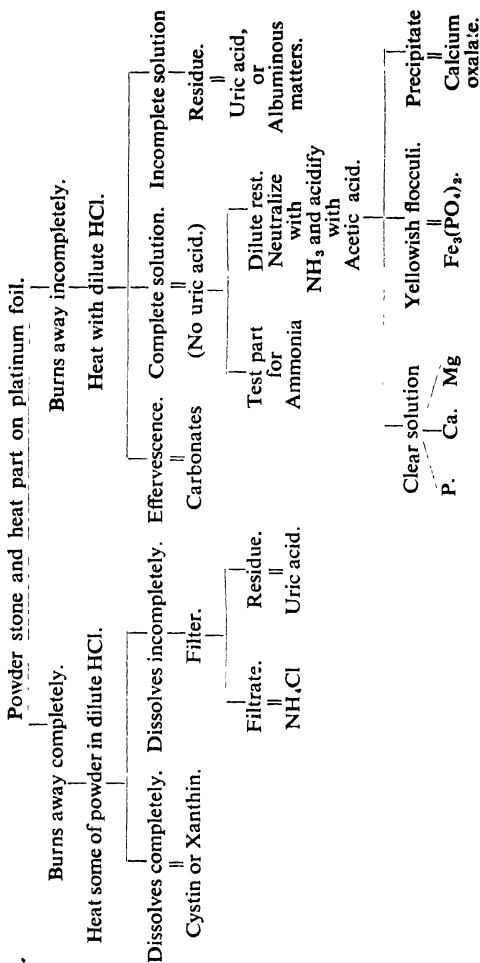 Powder stone and heat part on platinum foil.
Burns away completely.
Heat some of powder in dilute HCl.
Dissolves completely.
=
Cystin or Xanthin.
Dissolves incompletely.
Filter.
Filtrate.
=
NH₄Cl
Residue.
=
Uric acid.
Burns away incompletely.
Heat with dilute HCl.
Effervescence.
=
Carbonates
Complete solution.
=
(No uric acid.)
Test part
for
Ammonia
Dilute rest.
Neutralize
with
NH₃ and acidify
with
Acetic acid.
Clear solution
P. Ca. Mg
Yellowish flocculi.
=
Fe₃(PO₄)₂.
Precipitate
=
Calcium
oxalate.
Incomplete solution
Residue.
=
Uric acid,
or
Albuminous
matters.